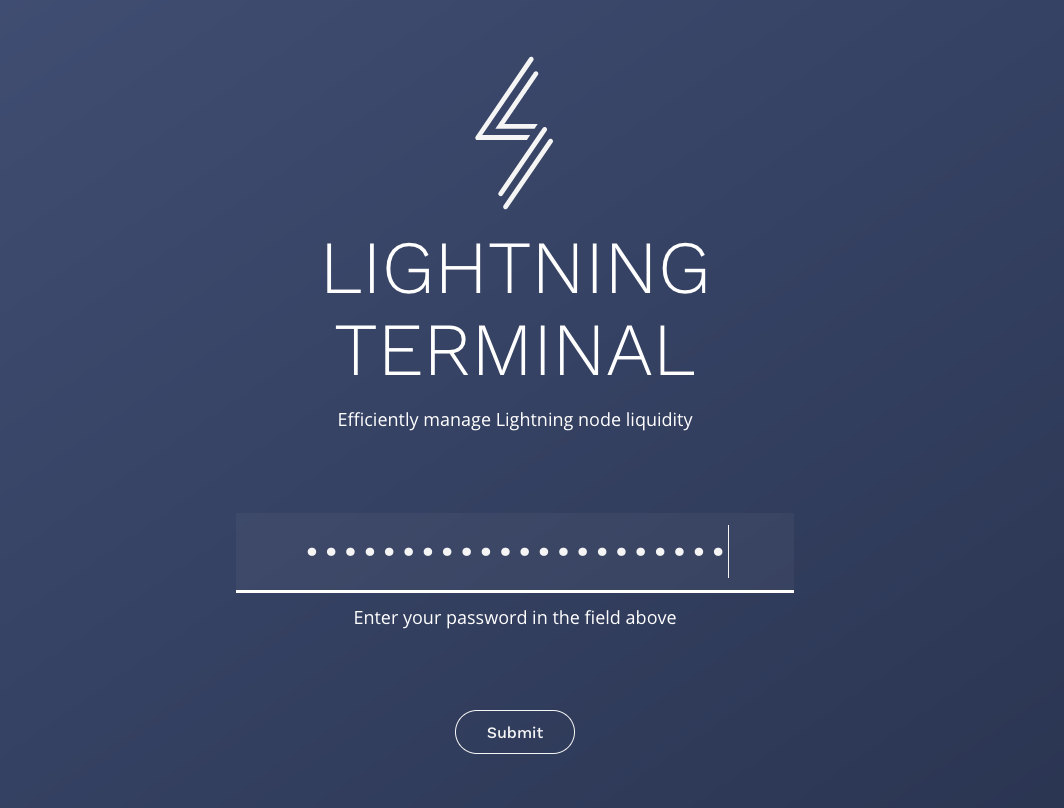 LIGHTNING
TERMINAL
Efficiently manage Lightning node liquidity
••••••••••••••••••••••
Enter your password in the field above
Submit